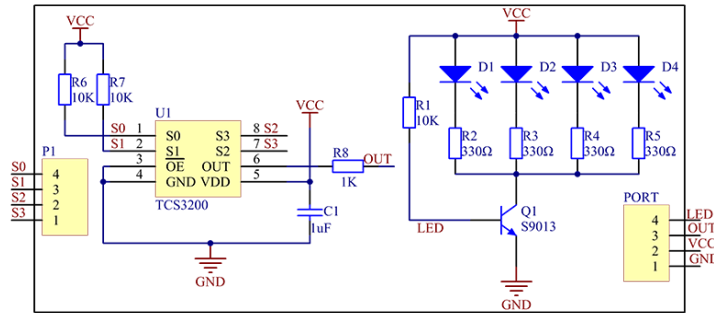 VCC
VCC
R6
10K
R7
10K
U1
S0 1 S0 S3 8 S2
S1 2 S1 S2 7 S3
3 OE OUT 6
4 GND VDD 5
TCS3200
VCC
R8
OUT
1K
C1
1uF
GND
P1
S0 4
S1 3
S2 2
S3 1
D1
D2
D3
D4
R1
10K
R2
330Ω
R3
330Ω
R4
330Ω
R5
330Ω
LED
Q1
S9013
GND
PORT
4 LED
3 OUT
2 VCC
1 GND